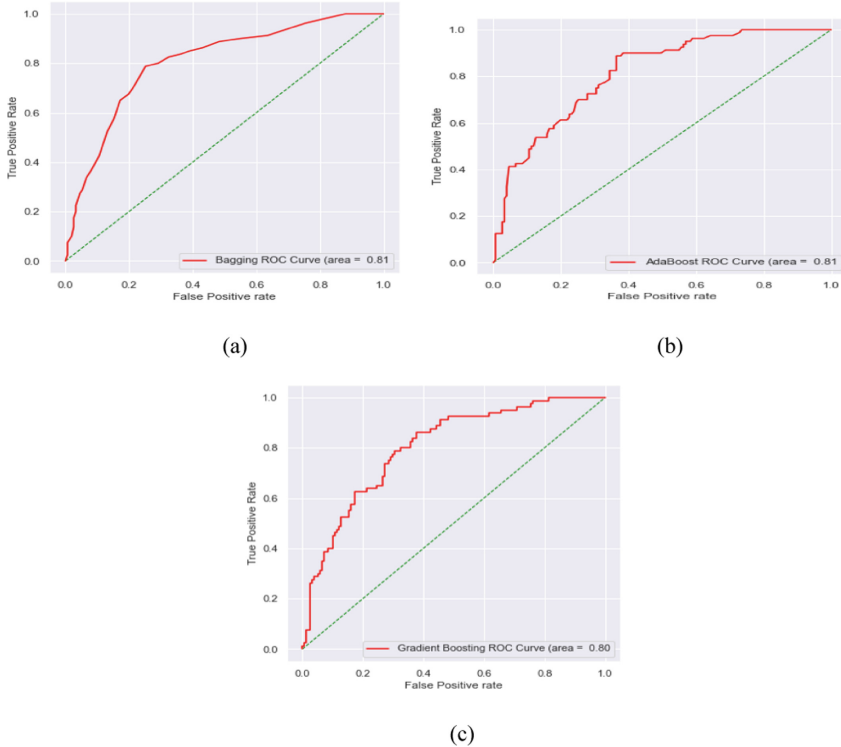 True Positive Rate
1.0
0.8
0.6
0.4
0.2
0.0
Bagging ROC Curve (area = 0.81
0.0 0.2 0.4 0.6 0.8 1.0
False Positive rate
(a)
True Positive Rate
1.0
0.8
0.6
0.4
0.2
0.0
AdaBoost ROC Curve (area = 0.81
0.0 0.2 0.4 0.6 0.8 1.0
False Positive rate
(b)
True Positive Rate
1.0
0.8
0.6
0.4
0.2
0.0
Gradient Boosting ROC Curve (area = 0.80
0.0 0.2 0.4 0.6 0.8 1.0
False Positive rate
(c)